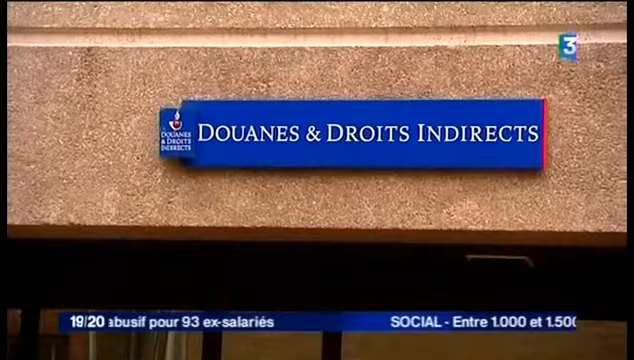 3
DOUANES & DROITS INDIRECTS
DOUANES
& DROITS
INDIRECTS
19/20 abusif pour 93 ex-salariés SOCIAL - Entre 1.000 et 1.500